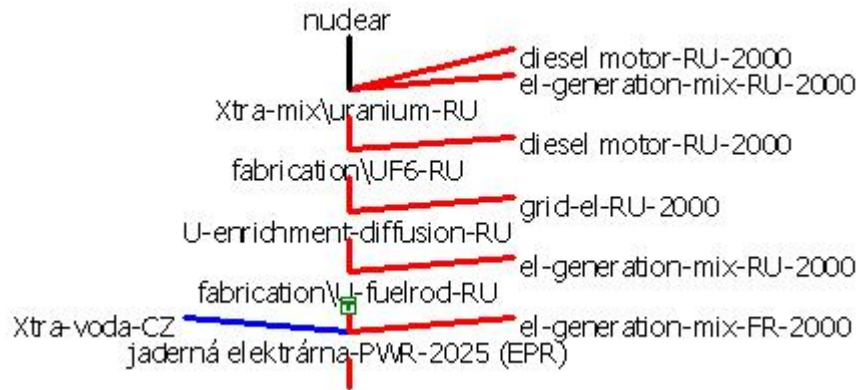 nuclear
diesel motor-RU-2000
el-generation-mix-RU-2000
Xtra-mix\uranium-RU
diesel motor-RU-2000
fabrication\UF6-RU
grid-el-RU-2000
U-enrichment-diffusion-RU
el-generation-mix-RU-2000
fabrication\U-fuelrod-RU
T
Xtra-voda-CZ
el-generation-mix-FR-2000
jaderná elektrárna-PWR-2025 (EPR)